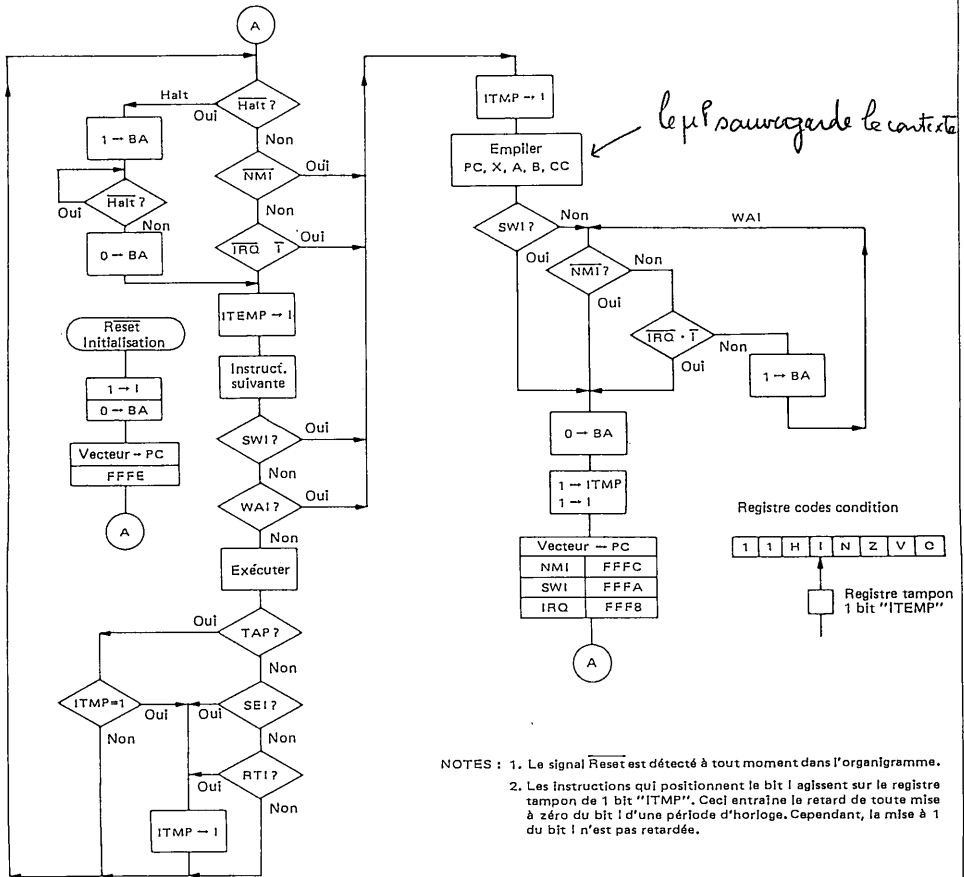 A
Halt
Halt ?
Oui
Non
1 → BA
NMI
Oui
Non
Halt ?
Oui
Non
0 → BA
IRQ I
Oui
Non
ITEMP → I
Reset
Initialisation
1 → I
0 → BA
Vecteur → PC
FFFE
A
Instruct.
suivante
SWI?
Oui
Non
WAI?
Oui
Non
Exécuter
TAP?
Oui
Non
ITMP=1
Oui
Non
SEI?
Oui
Non
RTI?
Oui
Non
ITMP → I
ITMP → I
Empiler
PC, X, A, B, CC
le µP sauvegarde le contexte
SWI?
Non
Oui
WAI
NMI?
Non
Oui
IRQ · I
Non
Oui
1 → BA
0 → BA
1 → ITMP
1 → I
Vecteur → PC
NMI FFFC
SWI FFFA
IRQ FFF8
A
Registre codes condition
1 1 H I N Z V C
Registre tampon
1 bit "ITEMP"
NOTES : 1. Le signal Reset est détecté à tout moment dans l'organigramme.
2. Les instructions qui positionnent le bit I agissent sur le registre
tampon de 1 bit "ITMP". Ceci entraîne le retard de toute mise
à zéro du bit I d'une période d'horloge. Cependant, la mise à 1
du bit I n'est pas retardée.